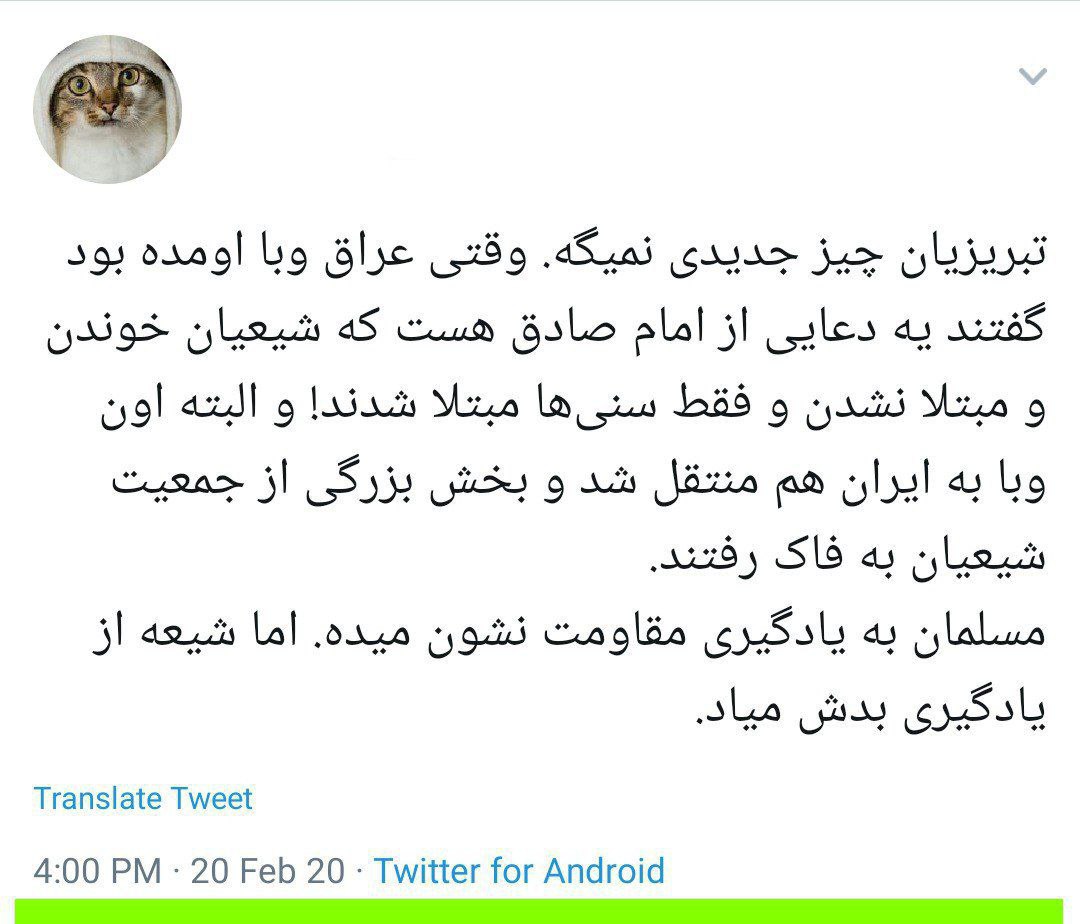 تبریزیان چیز جدیدی نمیگه. وقتی عراق وبا اومده بود
گفتند یه دعایی از امام صادق هست که شیعیان خوندن
و مبتلا نشدن و فقط سنی‌ها مبتلا شدند! و البته اون
وبا به ایران هم منتقل شد و بخش بزرگی از جمعیت
شیعیان به فاک رفتند.
مسلمان به یادگیری مقاومت نشون میده. اما شیعه از
یادگیری بدش میاد.
Translate Tweet
4:00 PM · 20 Feb 20 · Twitter for Android